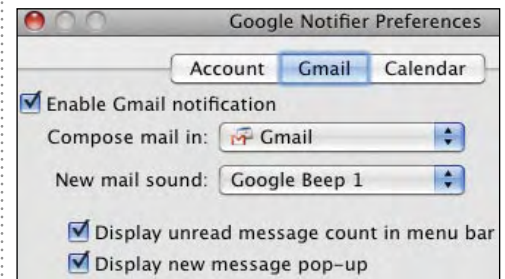 Google Notifier Preferences
Account Gmail Calendar
Enable Gmail notification
Compose mail in: Gmail
New mail sound: Google Beep 1
Display unread message count in menu bar
Display new message pop-up